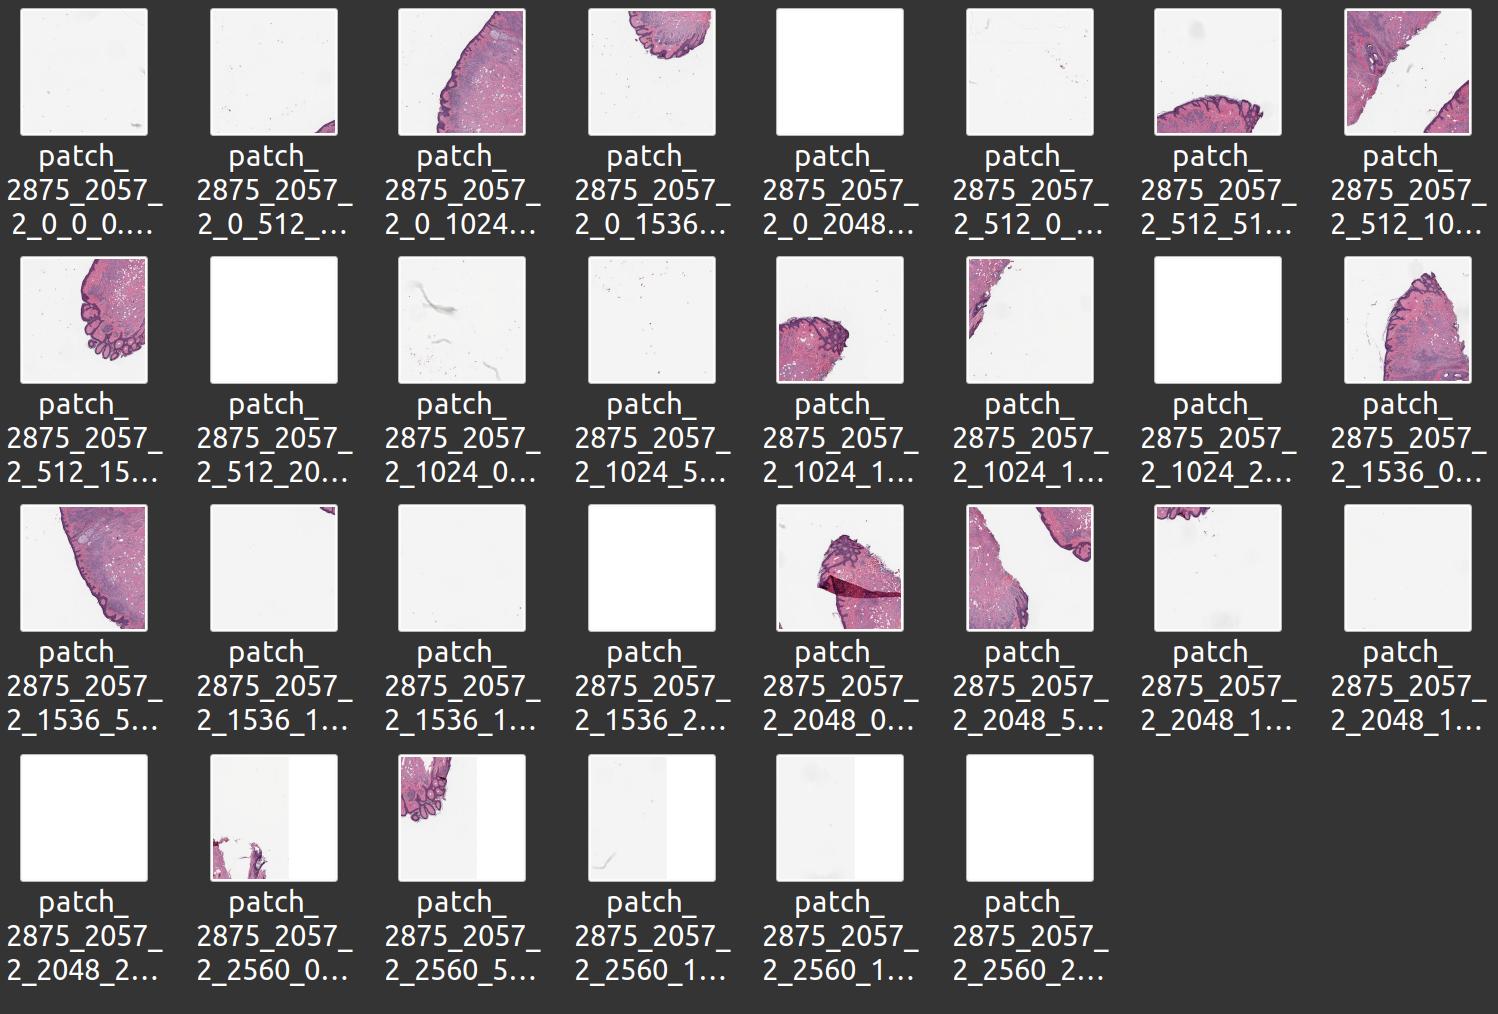 patch_
2875_2057_
2_0_0_0....
patch_
2875_2057_
2_0_512_...
patch_
2875_2057_
2_0_1024...
patch_
2875_2057_
2_0_1536...
patch_
2875_2057_
2_0_2048...
patch_
2875_2057_
2_512_0_...
patch_
2875_2057_
2_512_51...
patch_
2875_2057_
2_512_10...
patch_
2875_2057_
2_512_15...
patch_
2875_2057_
2_512_20...
patch_
2875_2057_
2_1024_0...
patch_
2875_2057_
2_1024_5...
patch_
2875_2057_
2_1024_1...
patch_
2875_2057_
2_1024_1...
patch_
2875_2057_
2_1024_2...
patch_
2875_2057_
2_1536_0...
patch_
2875_2057_
2_1536_5...
patch_
2875_2057_
2_1536_1...
patch_
2875_2057_
2_1536_1...
patch_
2875_2057_
2_1536_2...
patch_
2875_2057_
2_2048_0...
patch_
2875_2057_
2_2048_5...
patch_
2875_2057_
2_2048_1...
patch_
2875_2057_
2_2048_1...
patch_
2875_2057_
2_2048_2...
patch_
2875_2057_
2_2560_0...
patch_
2875_2057_
2_2560_5...
patch_
2875_2057_
2_2560_1...
patch_
2875_2057_
2_2560_1...
patch_
2875_2057_
2_2560_2...